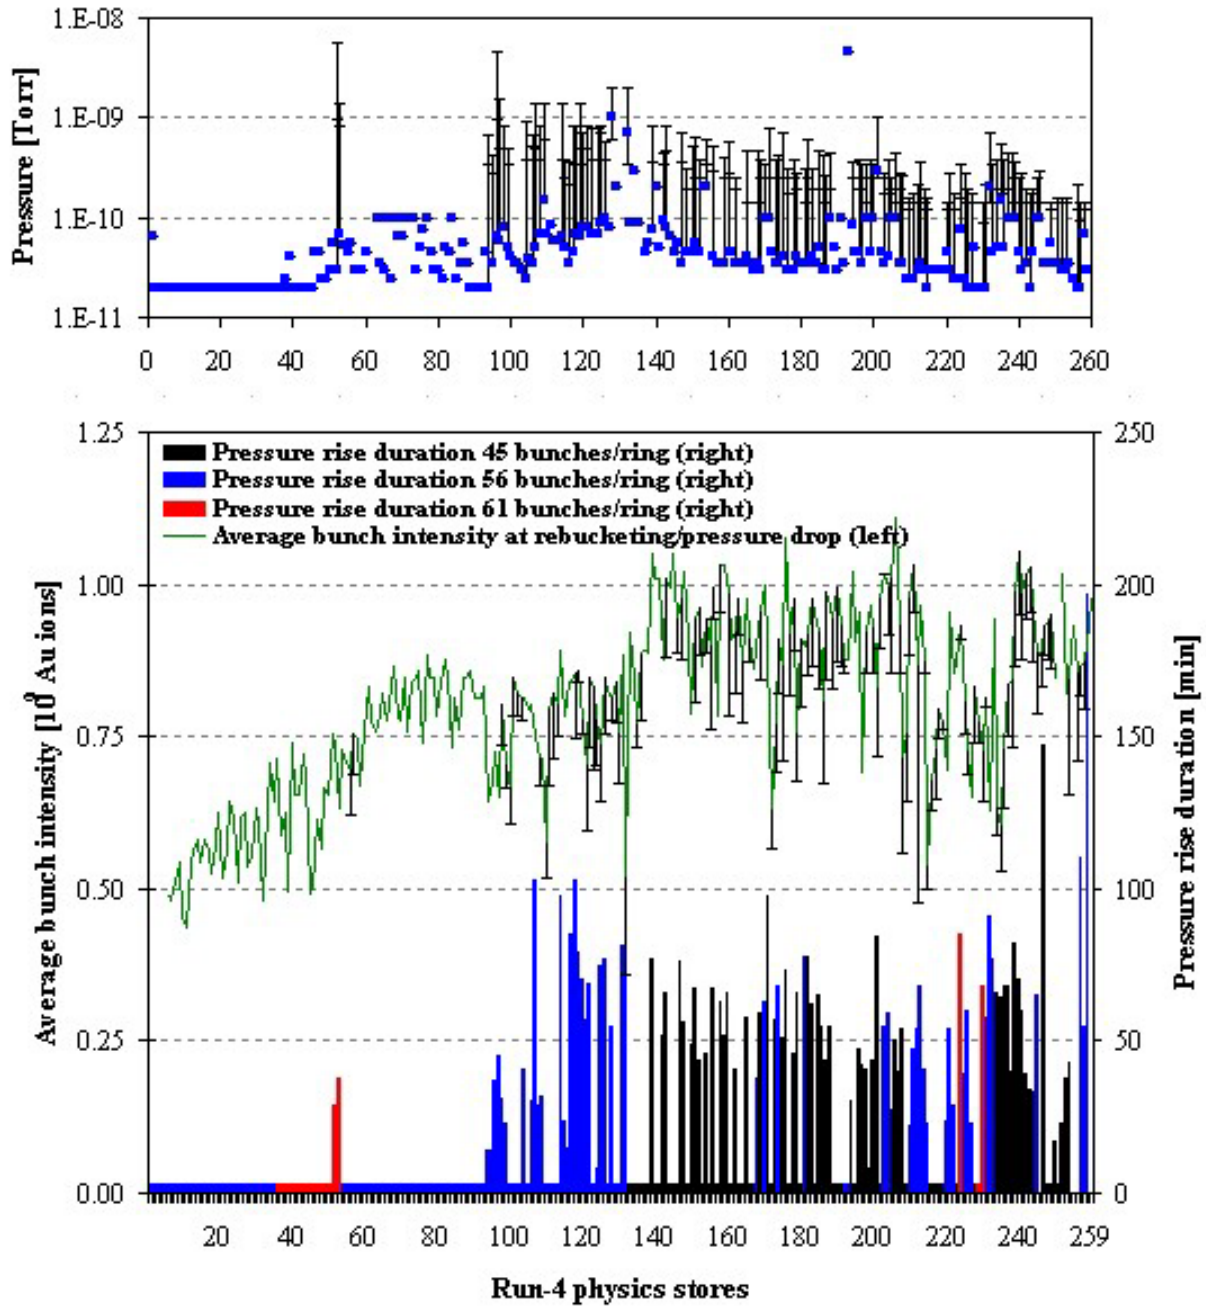 Pressure [Torr]
1.E-08
1.E-09
1.E-10
1.E-11
0 20 40 60 80 100 120 140 160 180 200 220 240 260
Average bunch intensity [10⁹ Au ions]
1.25
1.00
0.75
0.50
0.25
0.00
Pressure rise duration 45 bunches/ring (right)
Pressure rise duration 56 bunches/ring (right)
Pressure rise duration 61 bunches/ring (right)
Average bunch intensity at rebucketing/pressure drop (left)
250
200
150
100
50
0
Pressure rise duration [min]
20 40 60 80 100 120 140 160 180 200 220 240 259
Run-4 physics stores